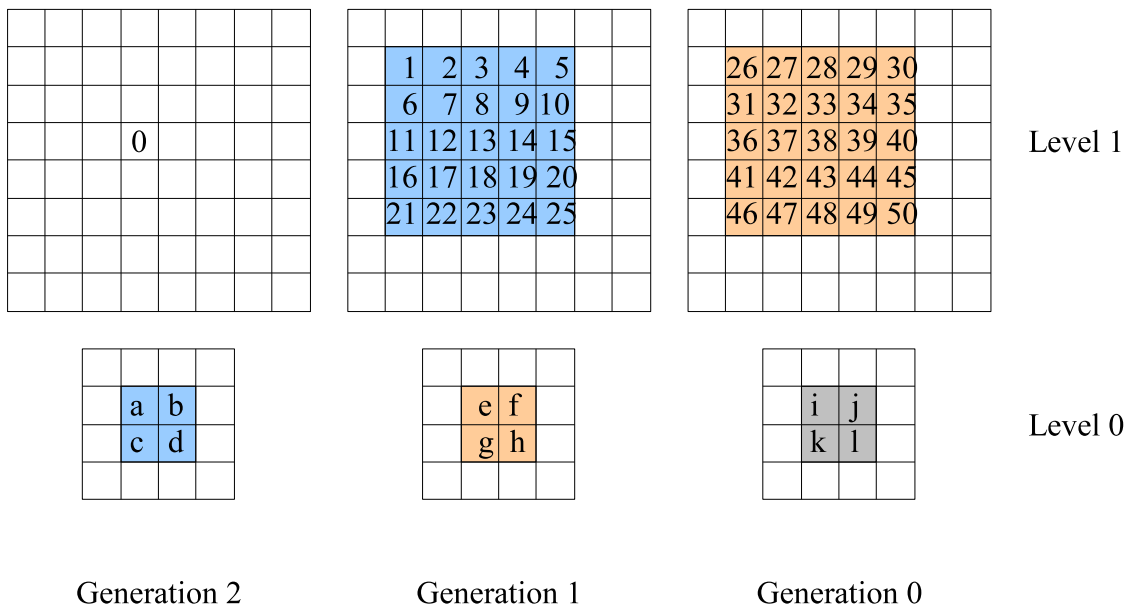 1 2 3 4 5 26 27 28 29 30
6 7 8 9 10 31 32 33 34 35
0 11 12 13 14 15 36 37 38 39 40 Level 1
16 17 18 19 20 41 42 43 44 45
21 22 23 24 25 46 47 48 49 50
a b e f i j
Level 0
c d g h k l
Generation 2 Generation 1 Generation 0